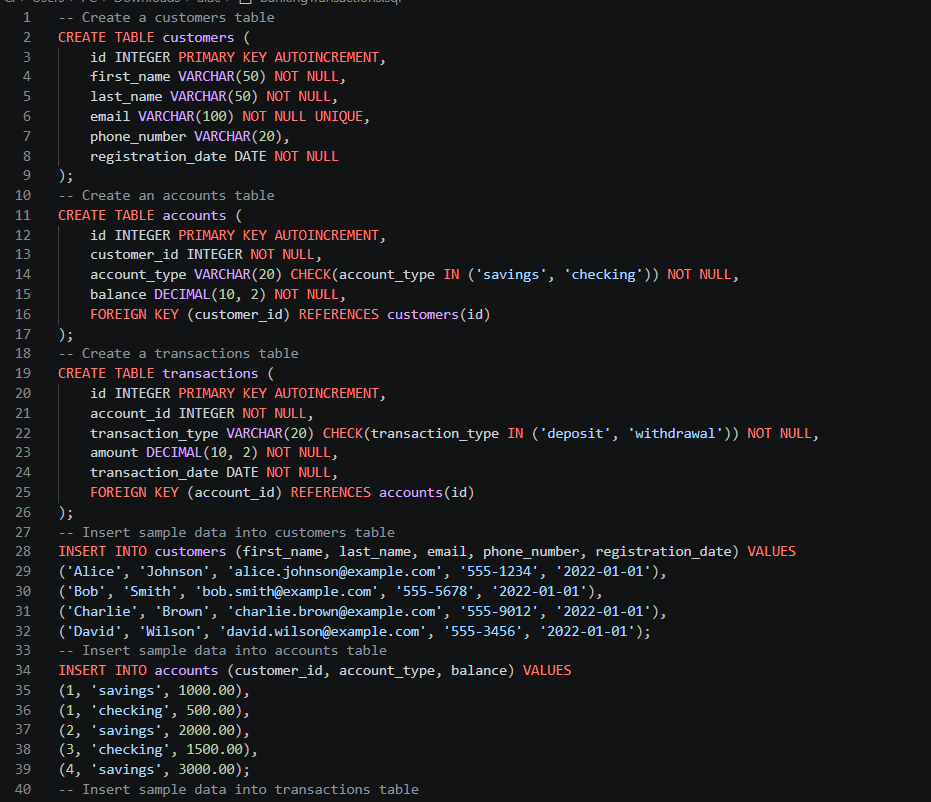 1 -- Create a customers table
2 CREATE TABLE customers (
3 id INTEGER PRIMARY KEY AUTOINCREMENT,
4 first_name VARCHAR(50) NOT NULL,
5 last_name VARCHAR(50) NOT NULL,
6 email VARCHAR(100) NOT NULL UNIQUE,
7 phone_number VARCHAR(20),
8 registration_date DATE NOT NULL
9 );
10 -- Create an accounts table
11 CREATE TABLE accounts (
12 id INTEGER PRIMARY KEY AUTOINCREMENT,
13 customer_id INTEGER NOT NULL,
14 account_type VARCHAR(20) CHECK(account_type IN ('savings', 'checking')) NOT NULL,
15 balance DECIMAL(10, 2) NOT NULL,
16 FOREIGN KEY (customer_id) REFERENCES customers(id)
17 );
18 -- Create a transactions table
19 CREATE TABLE transactions (
20 id INTEGER PRIMARY KEY AUTOINCREMENT,
21 account_id INTEGER NOT NULL,
22 transaction_type VARCHAR(20) CHECK(transaction_type IN ('deposit', 'withdrawal')) NOT NULL,
23 amount DECIMAL(10, 2) NOT NULL,
24 transaction_date DATE NOT NULL,
25 FOREIGN KEY (account_id) REFERENCES accounts(id)
26 );
27 -- Insert sample data into customers table
28 INSERT INTO customers (first_name, last_name, email, phone_number, registration_date) VALUES
29 ('Alice', 'Johnson', 'alice.johnson@example.com', '555-1234', '2022-01-01'),
30 ('Bob', 'Smith', 'bob.smith@example.com', '555-5678', '2022-01-01'),
31 ('Charlie', 'Brown', 'charlie.brown@example.com', '555-9012', '2022-01-01'),
32 ('David', 'Wilson', 'david.wilson@example.com', '555-3456', '2022-01-01');
33 -- Insert sample data into accounts table
34 INSERT INTO accounts (customer_id, account_type, balance) VALUES
35 (1, 'savings', 1000.00),
36 (1, 'checking', 500.00),
37 (2, 'savings', 2000.00),
38 (3, 'checking', 1500.00),
39 (4, 'savings', 3000.00);
40 -- Insert sample data into transactions table